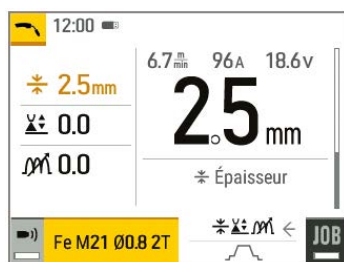 12:00
6.7 m/min 96A 18.6V
2.5mm
2.5 mm
0.0
0.0
Épaisseur
Fe M21 Ø0.8 2T
JOB